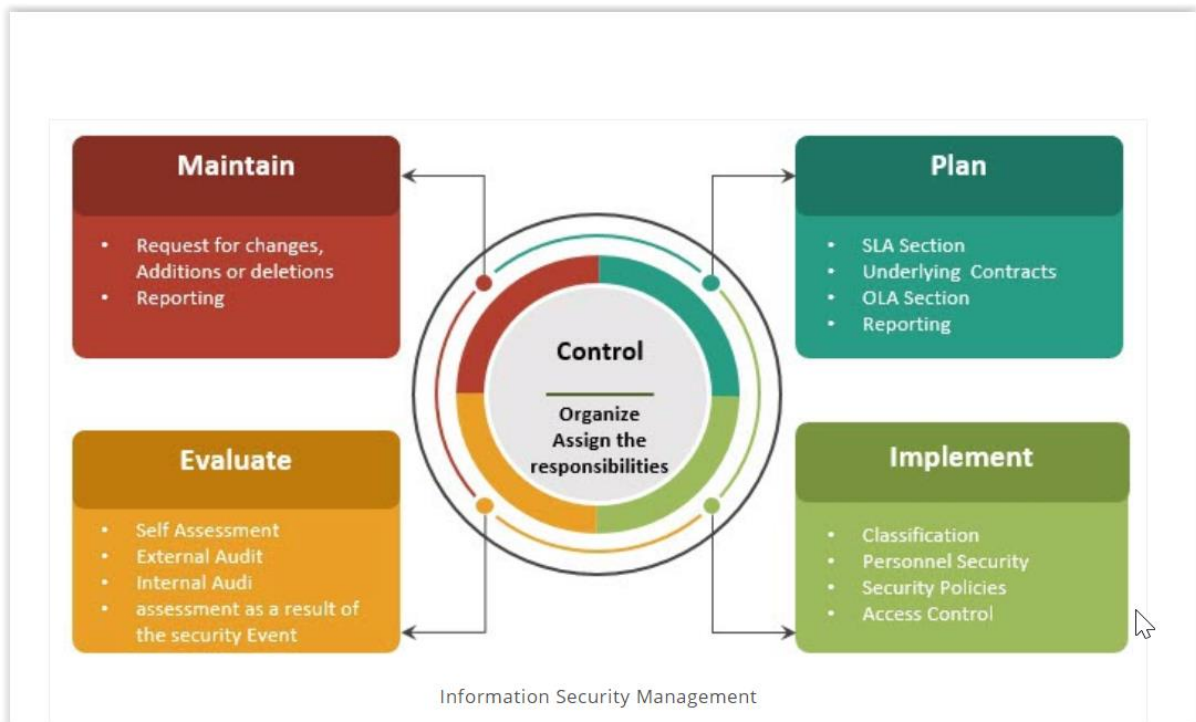 Maintain
• Request for changes,
Additions or deletions
• Reporting
Plan
• SLA Section
• Underlying Contracts
• OLA Section
• Reporting
Control
Organize
Assign the
responsibilities
Evaluate
• Self Assessment
• External Audit
• Internal Audi
• assessment as a result of
the security Event
Implement
• Classification
• Personnel Security
• Security Policies
• Access Control
Information Security Management